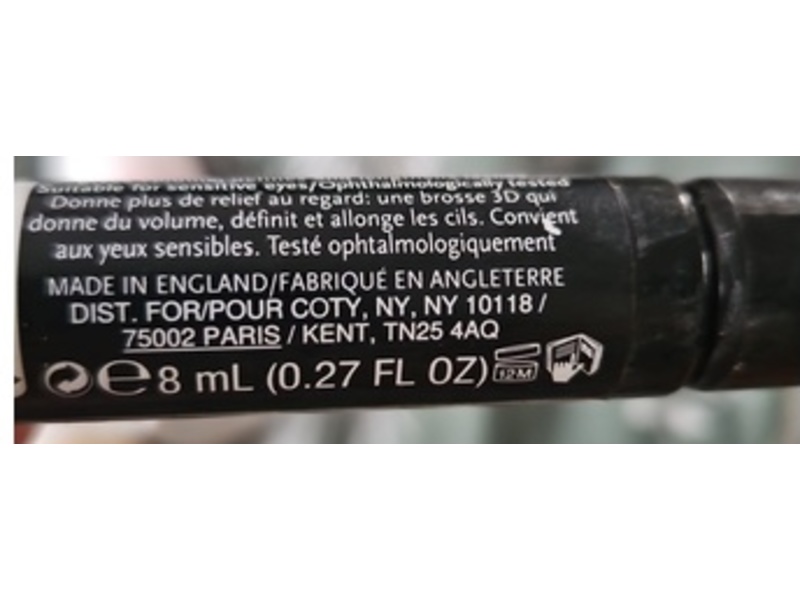 Suitable for sensitive eyes/Ophthalmologically tested
Donne plus de relief au regard: une brosse 3D qui
donne du volume, définit et allonge les cils. Convient
aux yeux sensibles. Testé ophtalmologiquement
MADE IN ENGLAND/FABRIQUÉ EN ANGLETERRE
DIST. FOR/POUR COTY, NY, NY 10118 /
75002 PARIS / KENT, TN25 4AQ
e 8 mL (0.27 FL OZ) 12M